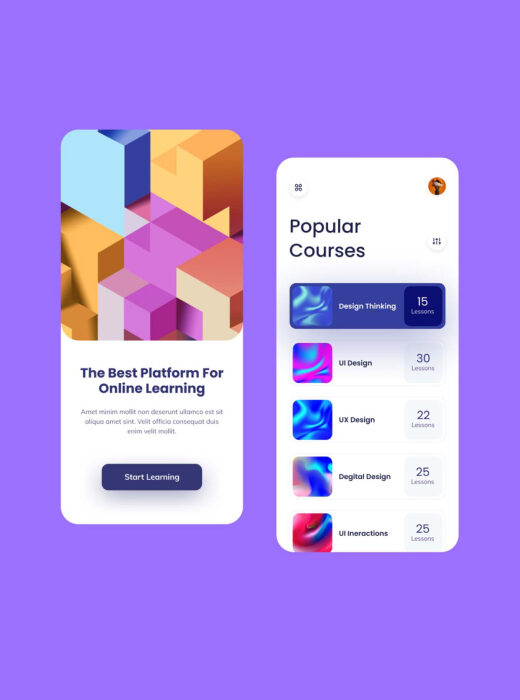 The Best Platform For
Online Learning
Amet minim mollit non deserunt ullamco est sit
aliqua amet sint. Velit officia consequat duis
enim velit mollit.
Start Learning
Popular
Courses
Design Thinking
15
Lessons
UI Design
30
Lessons
UX Design
22
Lessons
Degital Design
25
Lessons
UI Ineractions
25
Lessons